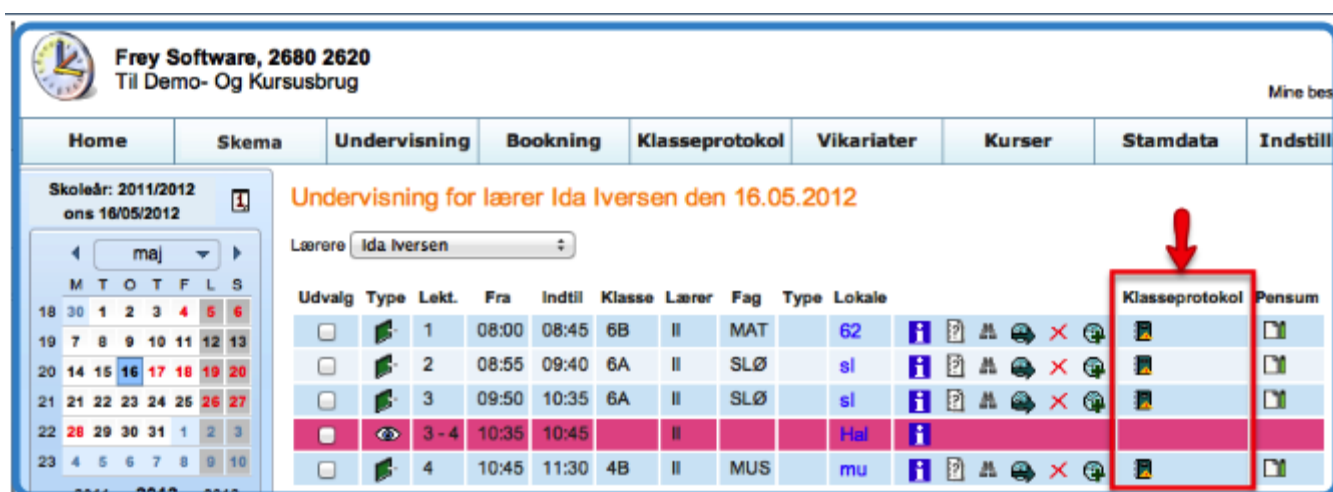 Frey Software, 2680 2620
Til Demo- Og Kursusbrug
Mine bes
Home Skema Undervisning Bookning Klasseprotokol Vikariater Kurser Stamdata Indstill
Skoleår: 2011/2012
ons 16/05/2012
maj
M T O T F L S
18 30 1 2 3 4 5 6
19 7 8 9 10 11 12 13
20 14 15 16 17 18 19 20
21 21 22 23 24 25 26 27
22 28 29 30 31 1 2 3
23 4 5 6 7 8 9 10
Undervisning for lærer Ida Iversen den 16.05.2012
Lærere Ida Iversen
Udvalg Type Lekt. Fra Indtil Klasse Lærer Fag Type Lokale Klasseprotokol Pensum
1 08:00 08:45 6B II MAT 62
2 08:55 09:40 6A II SLØ sl
3 09:50 10:35 6A II SLØ sl
3 - 4 10:35 10:45 II Hal
4 10:45 11:30 4B II MUS mu